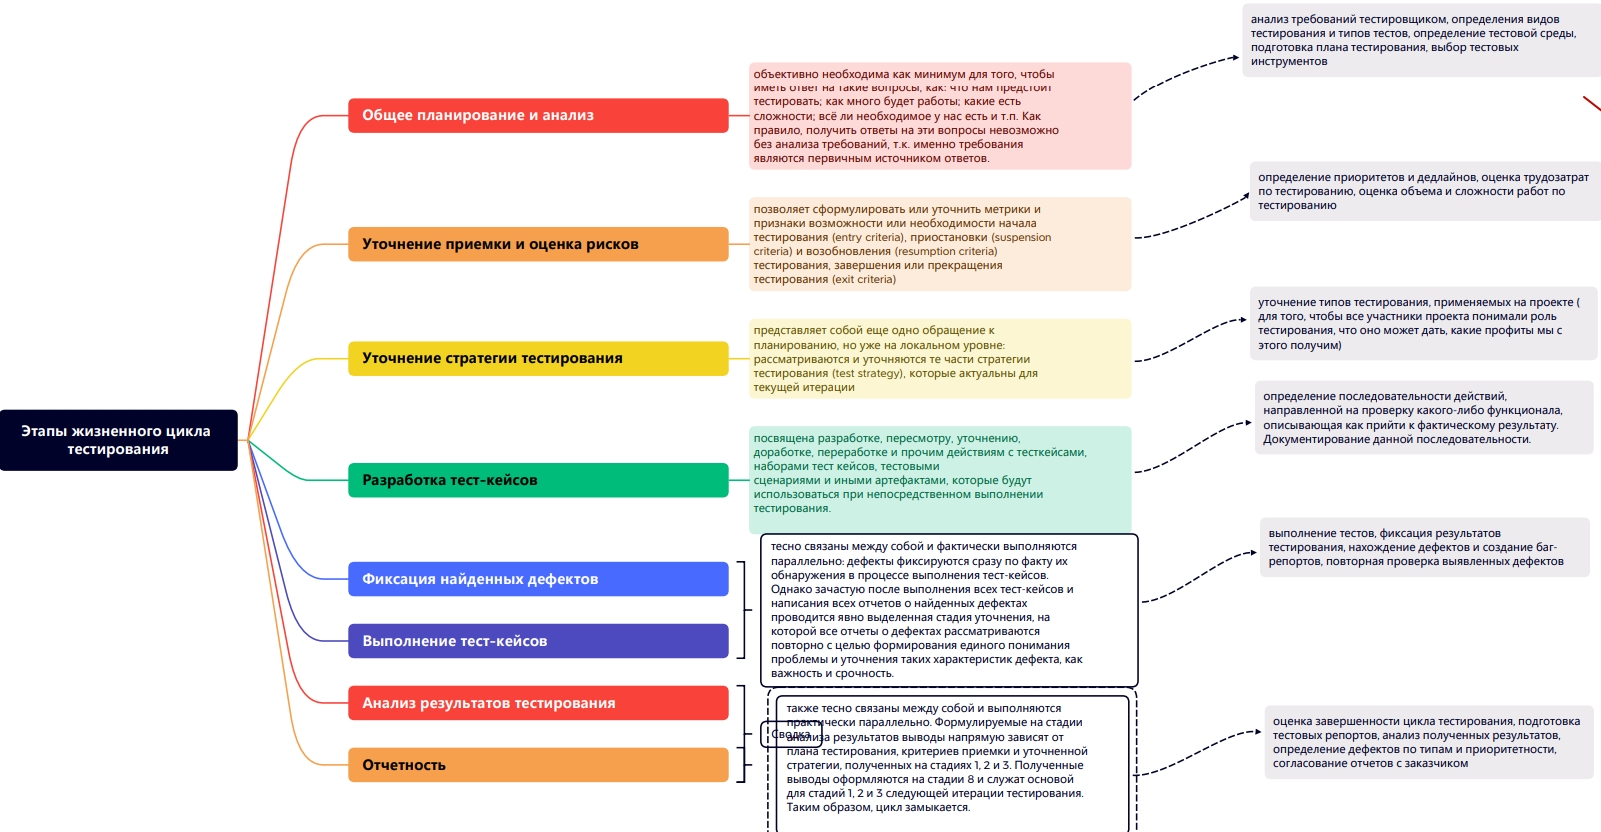 Этапы жизненного цикла
тестирования
Общее планирование и анализ
объективно необходима как минимум для того, чтобы
иметь ответ на такие вопросы, как: что нам предстоит
тестировать; как много будет работы; какие есть
сложности; всё ли необходимое у нас есть и т.п. Как
правило, получить ответы на эти вопросы невозможно
без анализа требований, т.к. именно требования
являются первичным источником ответов.
анализ требований тестировщиком, определения видов
тестирования и типов тестов, определение тестовой среды,
подготовка плана тестирования, выбор тестовых
инструментов
Уточнение приемки и оценка рисков
позволяет сформулировать или уточнить метрики и
признаки возможности или необходимости начала
тестирования (entry criteria), приостановки (suspension
criteria) и возобновления (resumption criteria)
тестирования, завершения или прекращения
тестирования (exit criteria)
определение приоритетов и дедлайнов, оценка трудозатрат
по тестированию, оценка объема и сложности работ по
тестированию
Уточнение стратегии тестирования
представляет собой еще одно обращение к
планированию, но уже на локальном уровне:
рассматриваются и уточняются те части стратегии
тестирования (test strategy), которые актуальны для
текущей итерации
уточнение типов тестирования, применяемых на проекте (
для того, чтобы все участники проекта понимали роль
тестирования, что оно может дать, какие профиты мы с
этого получим)
Разработка тест-кейсов
посвящена разработке, пересмотру, уточнению,
доработке, переработке и прочим действиям с тесткейсами,
наборами тест кейсов, тестовыми
сценариями и иными артефактами, которые будут
использоваться при непосредственном выполнении
тестирования.
определение последовательности действий,
направленной на проверку какого-либо функционала,
описывающая как прийти к фактическому результату.
Документирование данной последовательности.
Фиксация найденных дефектов
Выполнение тест-кейсов
тесно связаны между собой и фактически выполняются
параллельно: дефекты фиксируются сразу по факту их
обнаружения в процессе выполнения тест-кейсов.
Однако зачастую после выполнения всех тест-кейсов и
написания всех отчетов о найденных дефектах
проводится явно выделенная стадия уточнения, на
которой все отчеты о дефектах рассматриваются
повторно с целью формирования единого понимания
проблемы и уточнения таких характеристик дефекта, как
важность и срочность.
выполнение тестов, фиксация результатов
тестирования, нахождение дефектов и создание баг-
репортов, повторная проверка выявленных дефектов
Анализ результатов тестирования
Отчетность
Сводка
также тесно связаны между собой и выполняются
практически параллельно. Формулируемые на стадии
анализа результатов выводы напрямую зависят от
плана тестирования, критериев приемки и уточненной
стратегии, полученных на стадиях 1, 2 и 3. Полученные
выводы оформляются на стадии 8 и служат основой
для стадий 1, 2 и 3 следующей итерации тестирования.
Таким образом, цикл замыкается.
оценка завершенности цикла тестирования, подготовка
тестовых репортов, анализ полученных результатов,
определение дефектов по типам и приоритетности,
согласование отчетов с заказчиком